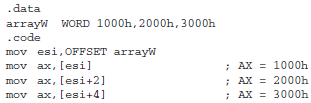 .data
arrayW WORD 1000h,2000h,3000h
.code
mov esi,OFFSET arrayW
mov ax,[esi] ; AX = 1000h
mov ax,[esi+2] ; AX = 2000h
mov ax,[esi+4] ; AX = 3000h